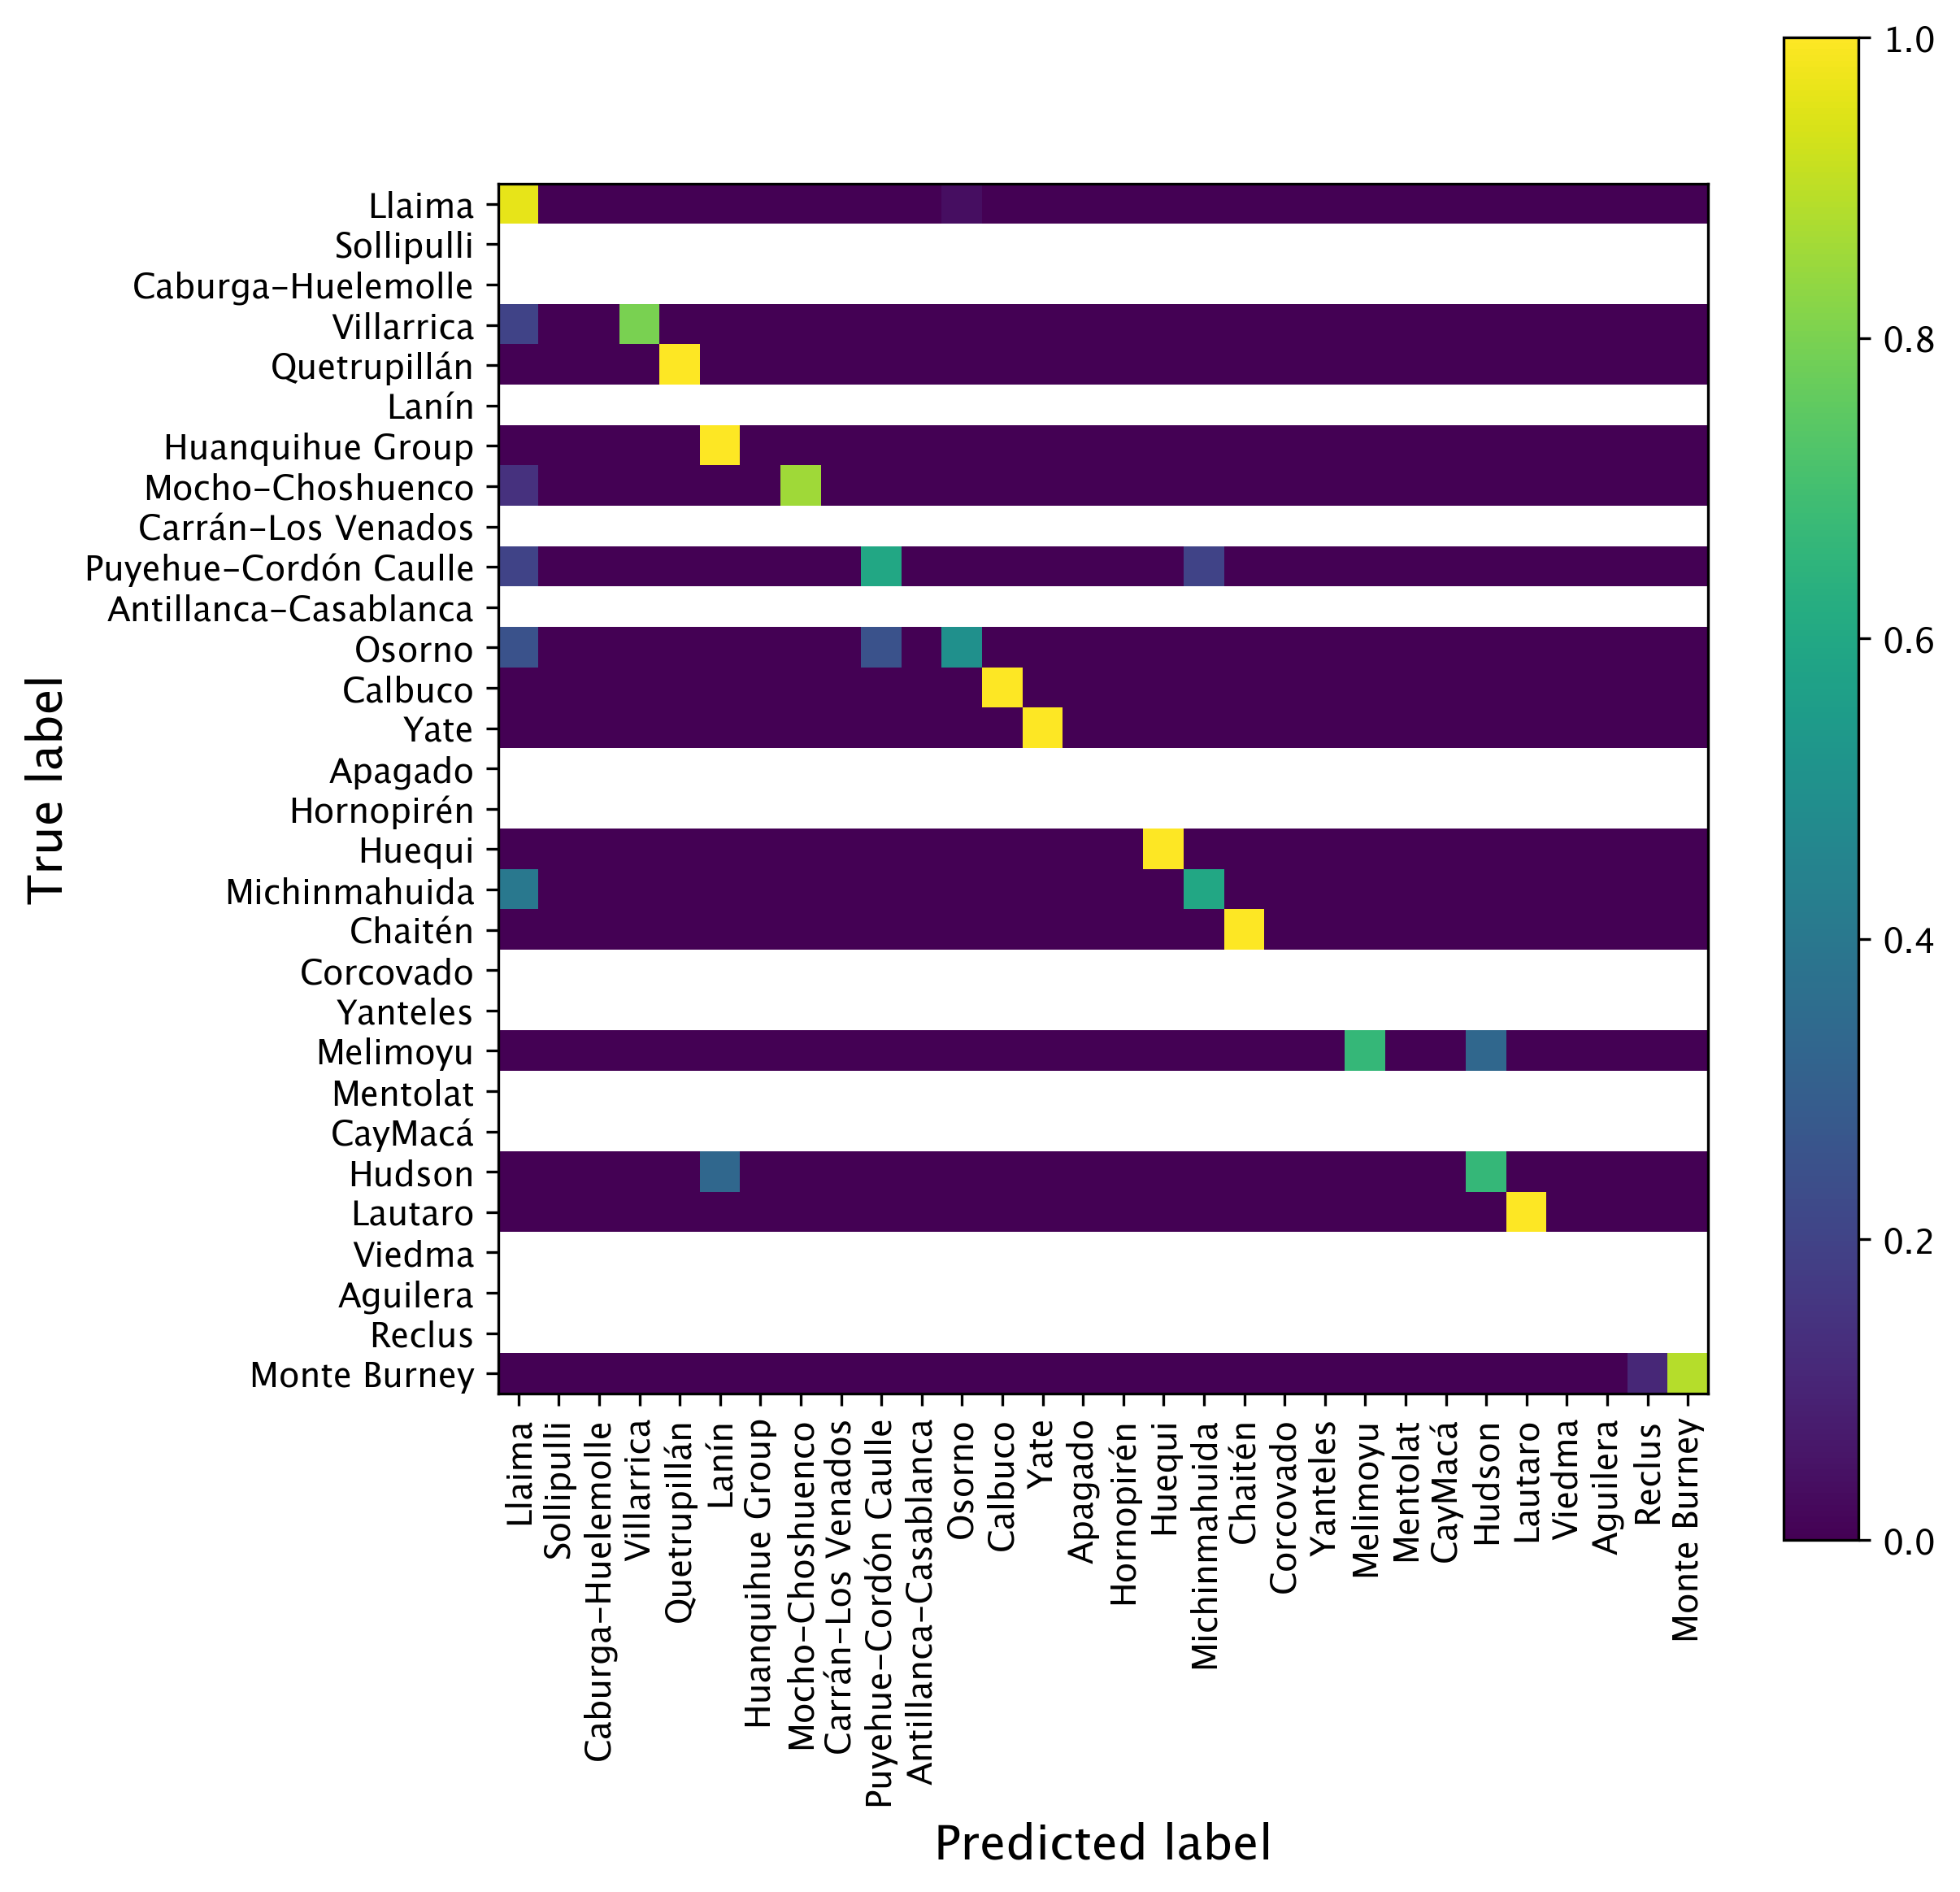 True label
Llaima
Sollipulli
Caburga-Huelemolle
Villarrica
Quetrupillán
Lanín
Huanquihue Group
Mocho-Choshuenco
Carrán-Los Venados
Puyehue-Cordón Caulle
Antillanca-Casablanca
Osorno
Calbuco
Yate
Apagado
Hornopirén
Huequi
Michinmahuida
Chaitén
Corcovado
Yanteles
Melimoyu
Mentolat
CayMacá
Hudson
Lautaro
Viedma
Aguilera
Reclus
Monte Burney
Llaima
Sollipulli
Caburga-Huelemolle
Villarrica
Quetrupillán
Lanín
Huanquihue Group
Mocho-Choshuenco
Carrán-Los Venados
Puyehue-Cordón Caulle
Antillanca-Casablanca
Osorno
Calbuco
Yate
Apagado
Hornopirén
Huequi
Michinmahuida
Chaitén
Corcovado
Yanteles
Melimoyu
Mentolat
CayMacá
Hudson
Lautaro
Viedma
Aguilera
Reclus
Monte Burney
Predicted label
1.0
0.8
0.6
0.4
0.2
0.0